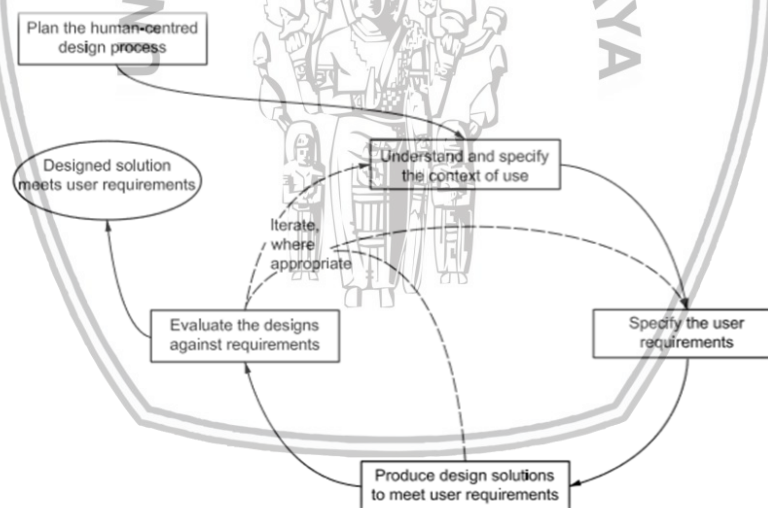 Plan the human-centred
design process
AYA
Understand and specify
the context of use
Designed solution
meets user requirements
Iterate,
where
appropriate
Evaluate the designs
against requirements
Specify the user
requirements
Produce design solutions
to meet user requirements